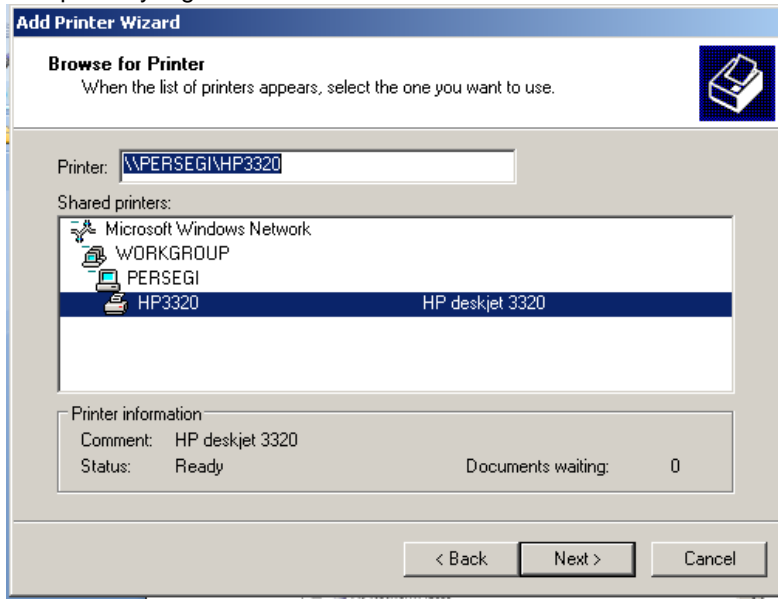 Add Printer Wizard
Browse for Printer
When the list of printers appears, select the one you want to use.
Printer: \\PERSEGI\HP3320
Shared printers:
Microsoft Windows Network
WORKGROUP
PERSEGI
HP3320 HP deskjet 3320
Printer information
Comment: HP deskjet 3320
Status: Ready Documents waiting: 0
< Back Next > Cancel